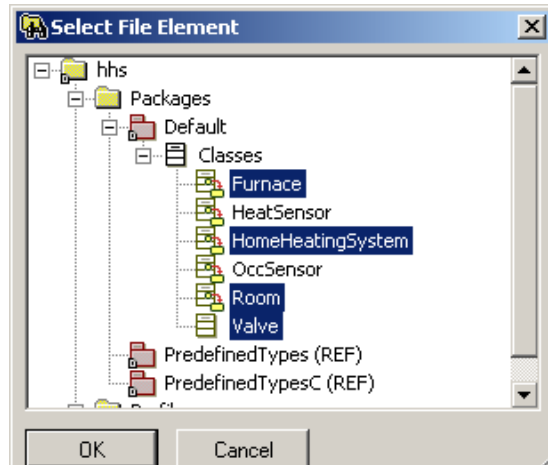 Select File Element
hhs
Packages
Default
Classes
Furnace
HeatSensor
HomeHeatingSystem
OccSensor
Room
Valve
PredefinedTypes (REF)
PredefinedTypesC (REF)
OK Cancel